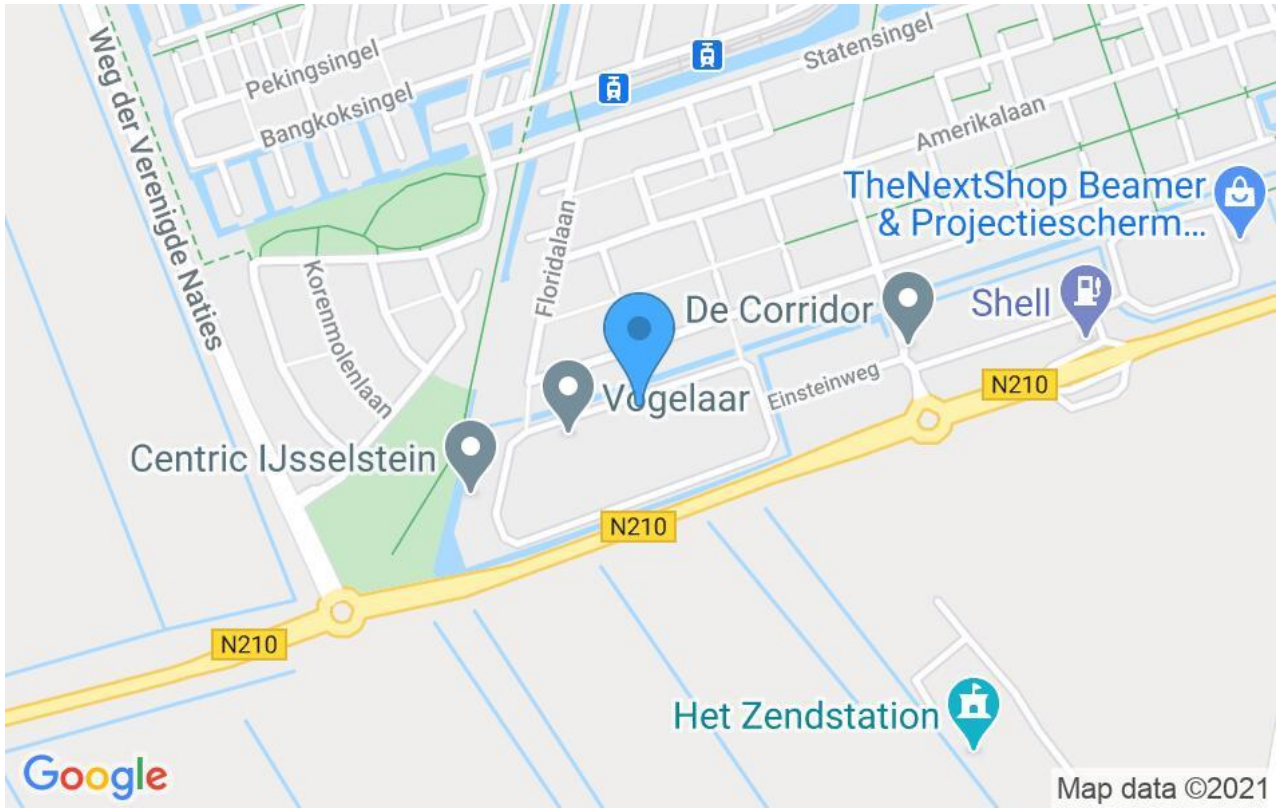 Weg der Verenigde Naties
Pekingsingel
Bangkoksingel
Statensingel
Amerikalaan
TheNextShop Beamer
& Projectiescherm...
Floridalaan
Korenmolenlaan
De Corridor
Shell
Einsteinweg
N210
Vogelaar
Centric IJsselstein
N210
N210
Het Zendstation
Google
Map data ©2021